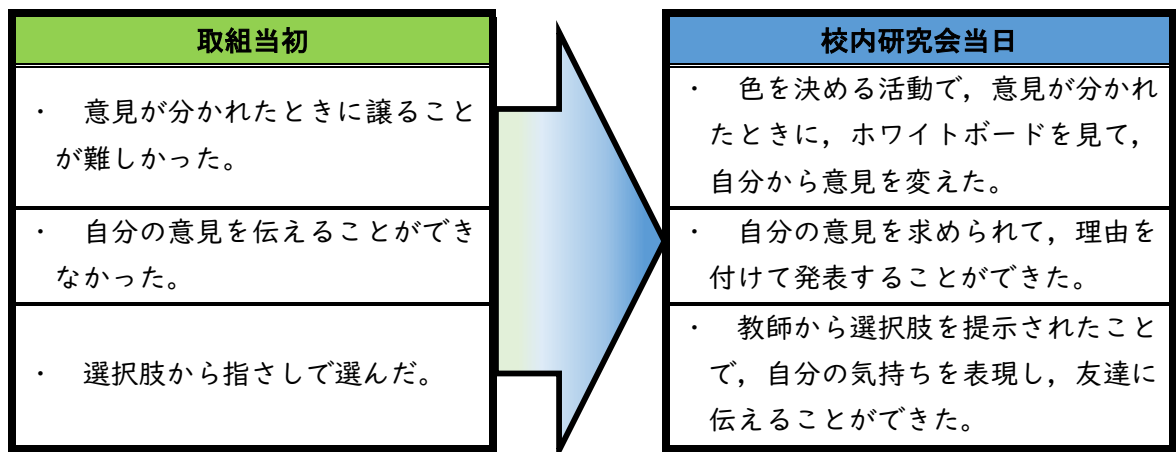 取組当初
・　意見が分かれたときに譲ること
が難しかった。
・　自分の意見を伝えることができ
なかった。
・　選択肢から指さしで選んだ。
校内研究会当日
・　色を決める活動で，意見が分かれ
たときに，ホワイトボードを見て，
自分から意見を変えた。
・　自分の意見を求められて，理由を
付けて発表することができた。
・　教師から選択肢を提示されたこと
で，自分の気持ちを表現し，友達に
伝えることができた。